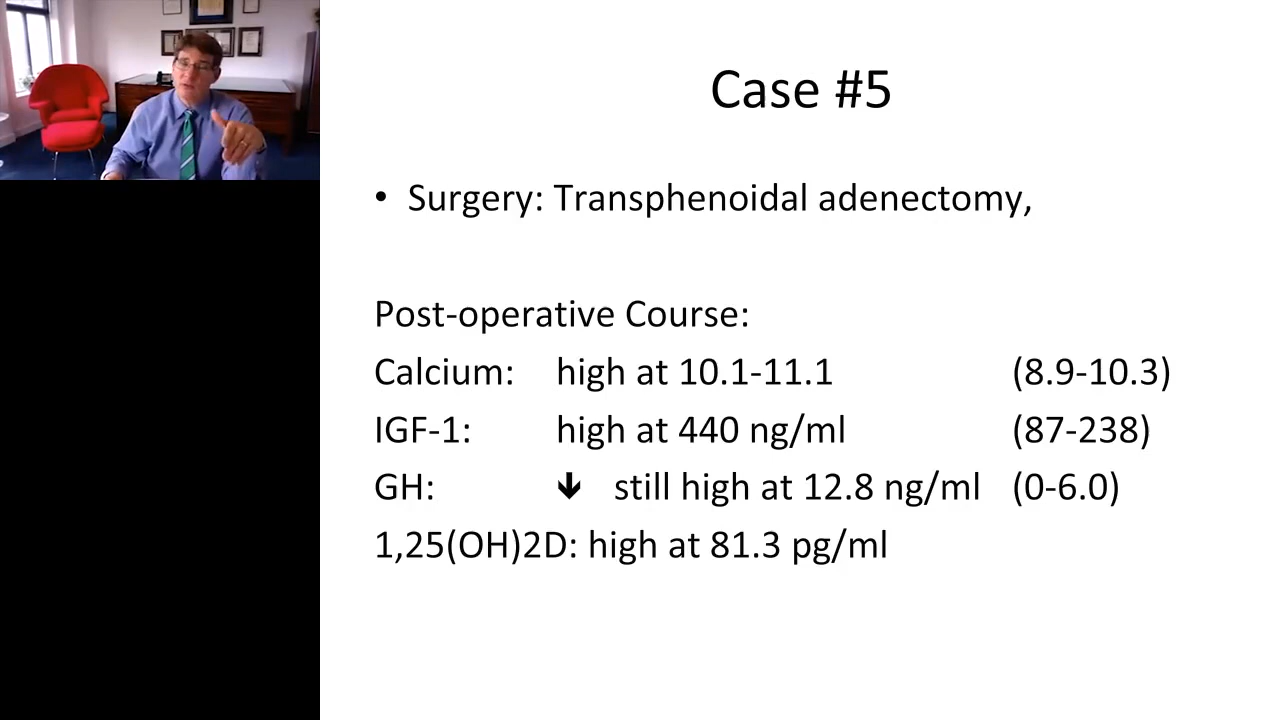 Case #5
• Surgery: Transphenoidal adenectomy,
Post-operative Course:
Calcium: high at 10.1-11.1 (8.9-10.3)
IGF-1: high at 440 ng/ml (87-238)
GH: 🡻 still high at 12.8 ng/ml (0-6.0)
1,25(OH)2D: high at 81.3 pg/ml